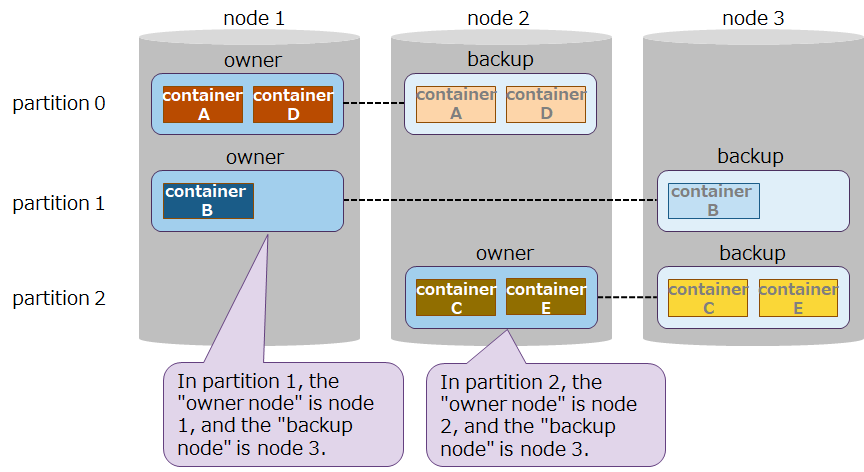 node 1
node 2
node 3
owner
backup
partition 0
container
A
container
D
container
A
container
D
owner
backup
partition 1
container
B
container
B
owner
backup
partition 2
container
C
container
E
container
C
container
E
In partition 1, the
"owner node" is node
1, and the "backup
node" is node 3.
In partition 2, the
"owner node" is node
2, and the "backup
node" is node 3.